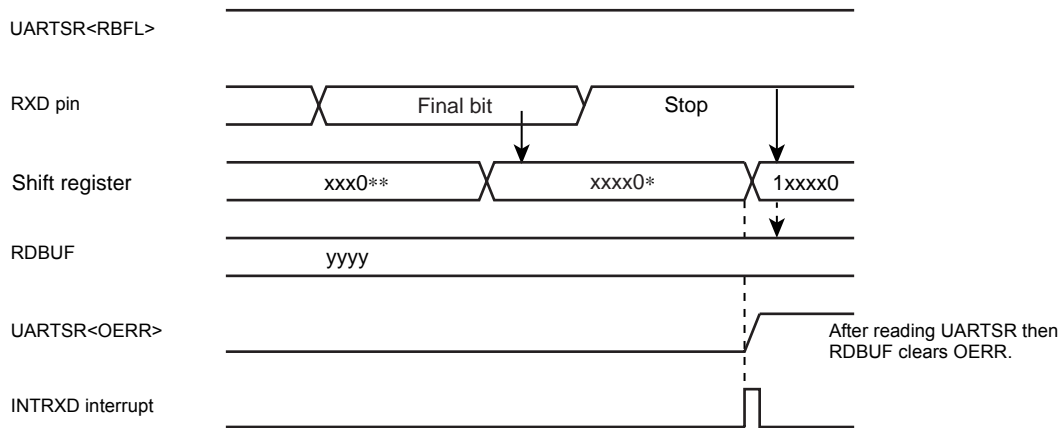 UARTSR<RBFL>
RXD pin
Final bit
Stop
Shift register
xxx0**
xxxx0*
1xxxx0
RDBUF
yyyy
UARTSR<OERR>
After reading UARTSR then
RDBUF clears OERR.
INTRXD interrupt